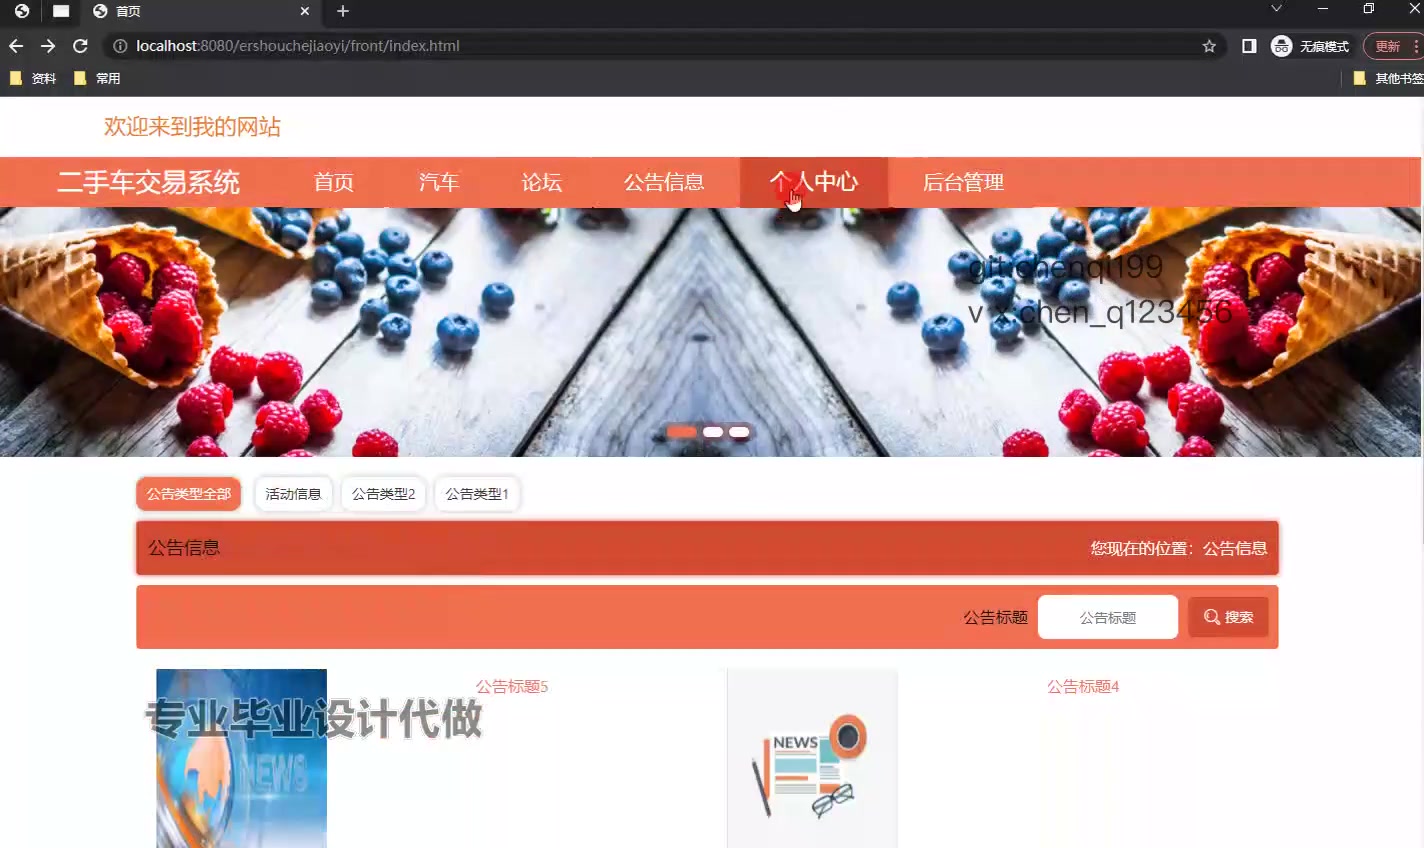 首页
localhost:8080/ershouchejiaoyi/front/index.html
无痕模式
更新
资料
常用
其他书签
欢迎来到我的网站
二手车交易系统
首页
汽车
论坛
公告信息
个人中心
后台管理
git:chenqi199
v x:chen_q123456
公告类型全部
活动信息
公告类型2
公告类型1
公告信息
您现在的位置：公告信息
公告标题
公告标题
搜索
公告标题5
公告标题4
专业毕业设计代做
NEWS
NEWS